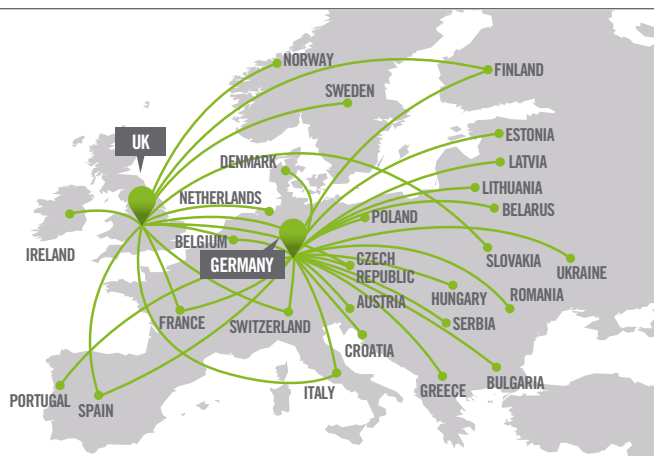 NORWAY
FINLAND
SWEDEN
UK
ESTONIA
DENMARK
LATVIA
LITHUANIA
NETHERLANDS
BELARUS
POLAND
IRELAND
BELGIUM
SLOVAKIA
GERMANY
CZECH
REPUBLIC
UKRAINE
HUNGARY
ROMANIA
AUSTRIA
FRANCE
SWITZERLAND
SERBIA
CROATIA
BULGARIA
GREECE
ITALY
PORTUGAL
SPAIN